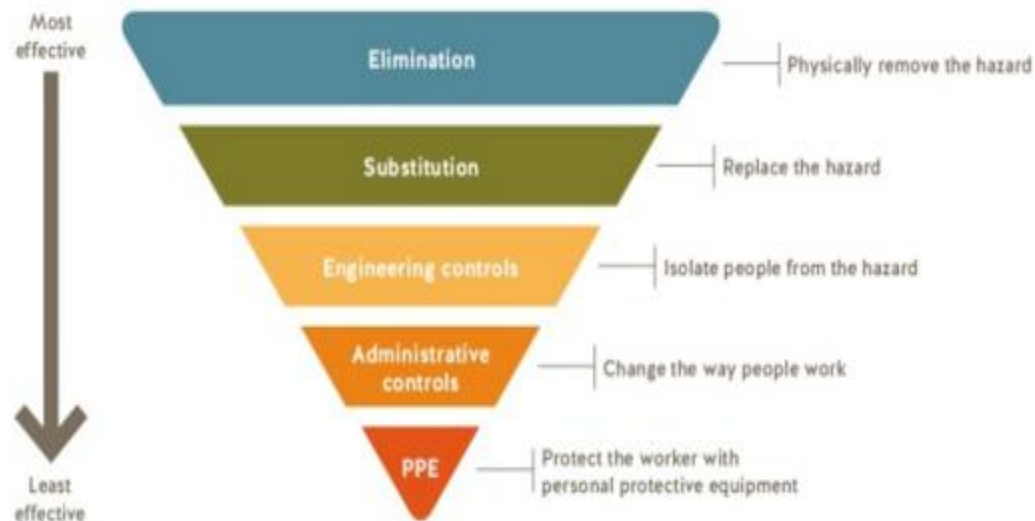 Most
effective
Elimination
Physically remove the hazard
Substitution
Replace the hazard
Engineering controls
Isolate people from the hazard
Administrative
controls
Change the way people work
PPE
Protect the worker with
personal protective equipment
Least
effective